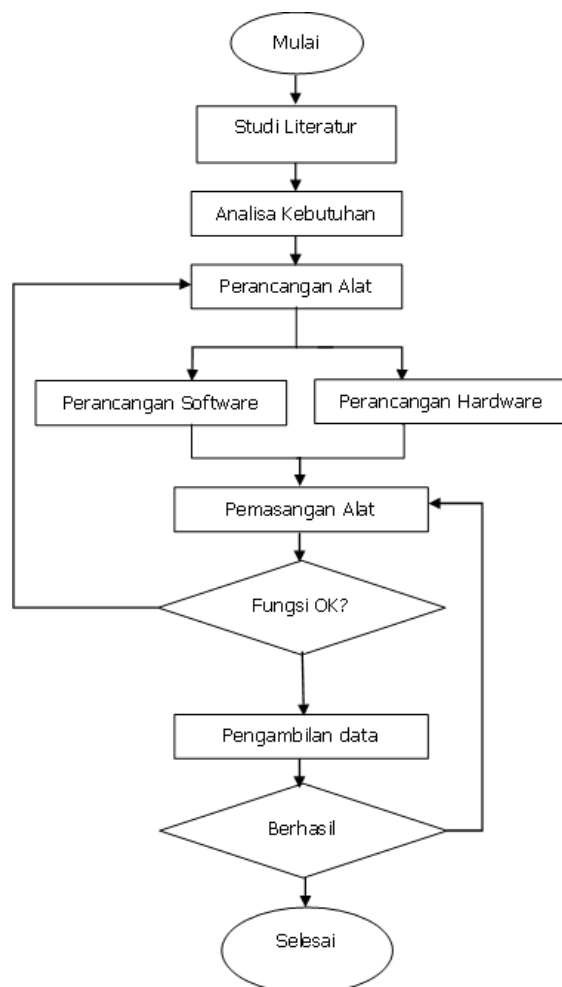 Mulai
Studi Literatur
Analisa Kebutuhan
Perancangan Alat
Perancangan Software
Perancangan Hardware
Pemasangan Alat
Fungsi OK?
Pengambilan data
Berhasil
Selesai